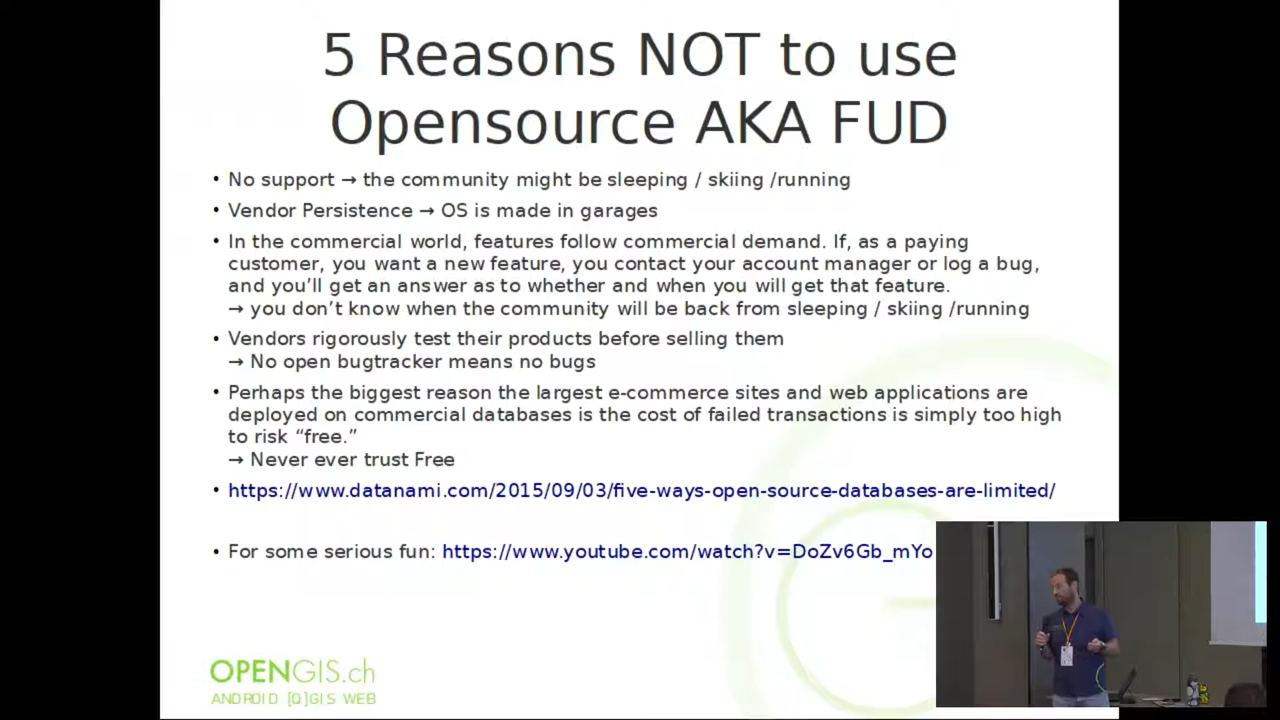 5 Reasons NOT to use
Opensource AKA FUD
• No support → the community might be sleeping / skiing /running
• Vendor Persistence → OS is made in garages
• In the commercial world, features follow commercial demand. If, as a paying
customer, you want a new feature, you contact your account manager or log a bug,
and you’ll get an answer as to whether and when you will get that feature.
→ you don’t know when the community will be back from sleeping / skiing /running
• Vendors rigorously test their products before selling them
→ No open bugtracker means no bugs
• Perhaps the biggest reason the largest e-commerce sites and web applications are
deployed on commercial databases is the cost of failed transactions is simply too high
to risk “free.”
→ Never ever trust Free
• https://www.datanami.com/2015/09/03/five-ways-open-source-databases-are-limited/
• For some serious fun: https://www.youtube.com/watch?v=DoZv6Gb_mYo
OPENGIS.ch
ANDROID [Q]GIS WEB